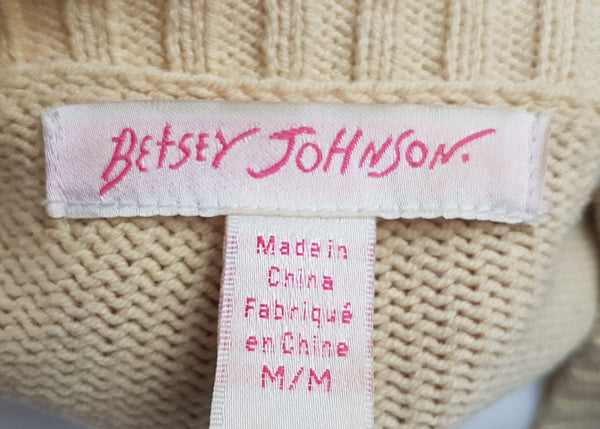 BEtSEY JOHNSON.
Made in
China
Fabriqué
en Chine
M/M